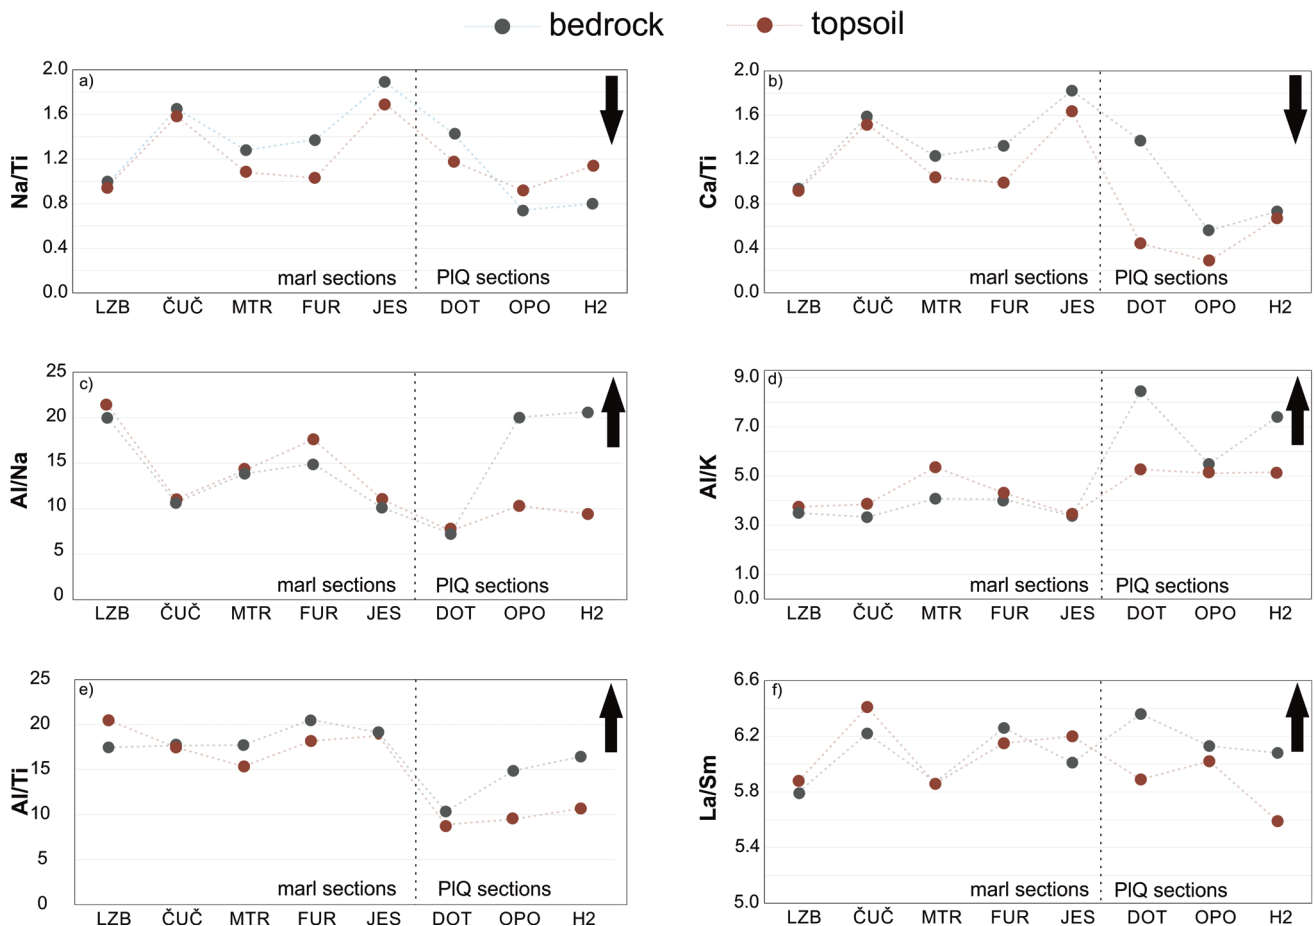 bedrock topsoil
a)
Na/Ti
2.0
1.6
1.2
0.8
0.4
0.0
marl sections PlQ sections
LZB ČUČ MTR FUR JES DOT OPO H2
b)
Ca/Ti
2.0
1.6
1.2
0.8
0.4
0.0
marl sections PlQ sections
LZB ČUČ MTR FUR JES DOT OPO H2
c)
Al/Na
25
20
15
10
5
0
marl sections PlQ sections
LZB ČUČ MTR FUR JES DOT OPO H2
d)
Al/K
9.0
7.0
5.0
3.0
1.0
0.0
marl sections PlQ sections
LZB ČUČ MTR FUR JES DOT OPO H2
e)
Al/Ti
25
20
15
10
5
0
marl sections PlQ sections
LZB ČUČ MTR FUR JES DOT OPO H2
f)
La/Sm
6.6
6.2
5.8
5.4
5.0
marl sections PlQ sections
LZB ČUČ MTR FUR JES DOT OPO H2